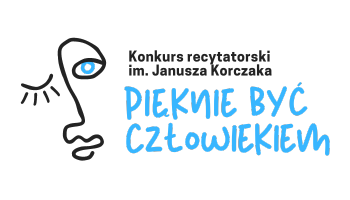 Konkurs recytatorski
im. Janusza Korczaka
PIĘKNIE BYĆ
CZŁOWIEKIEM